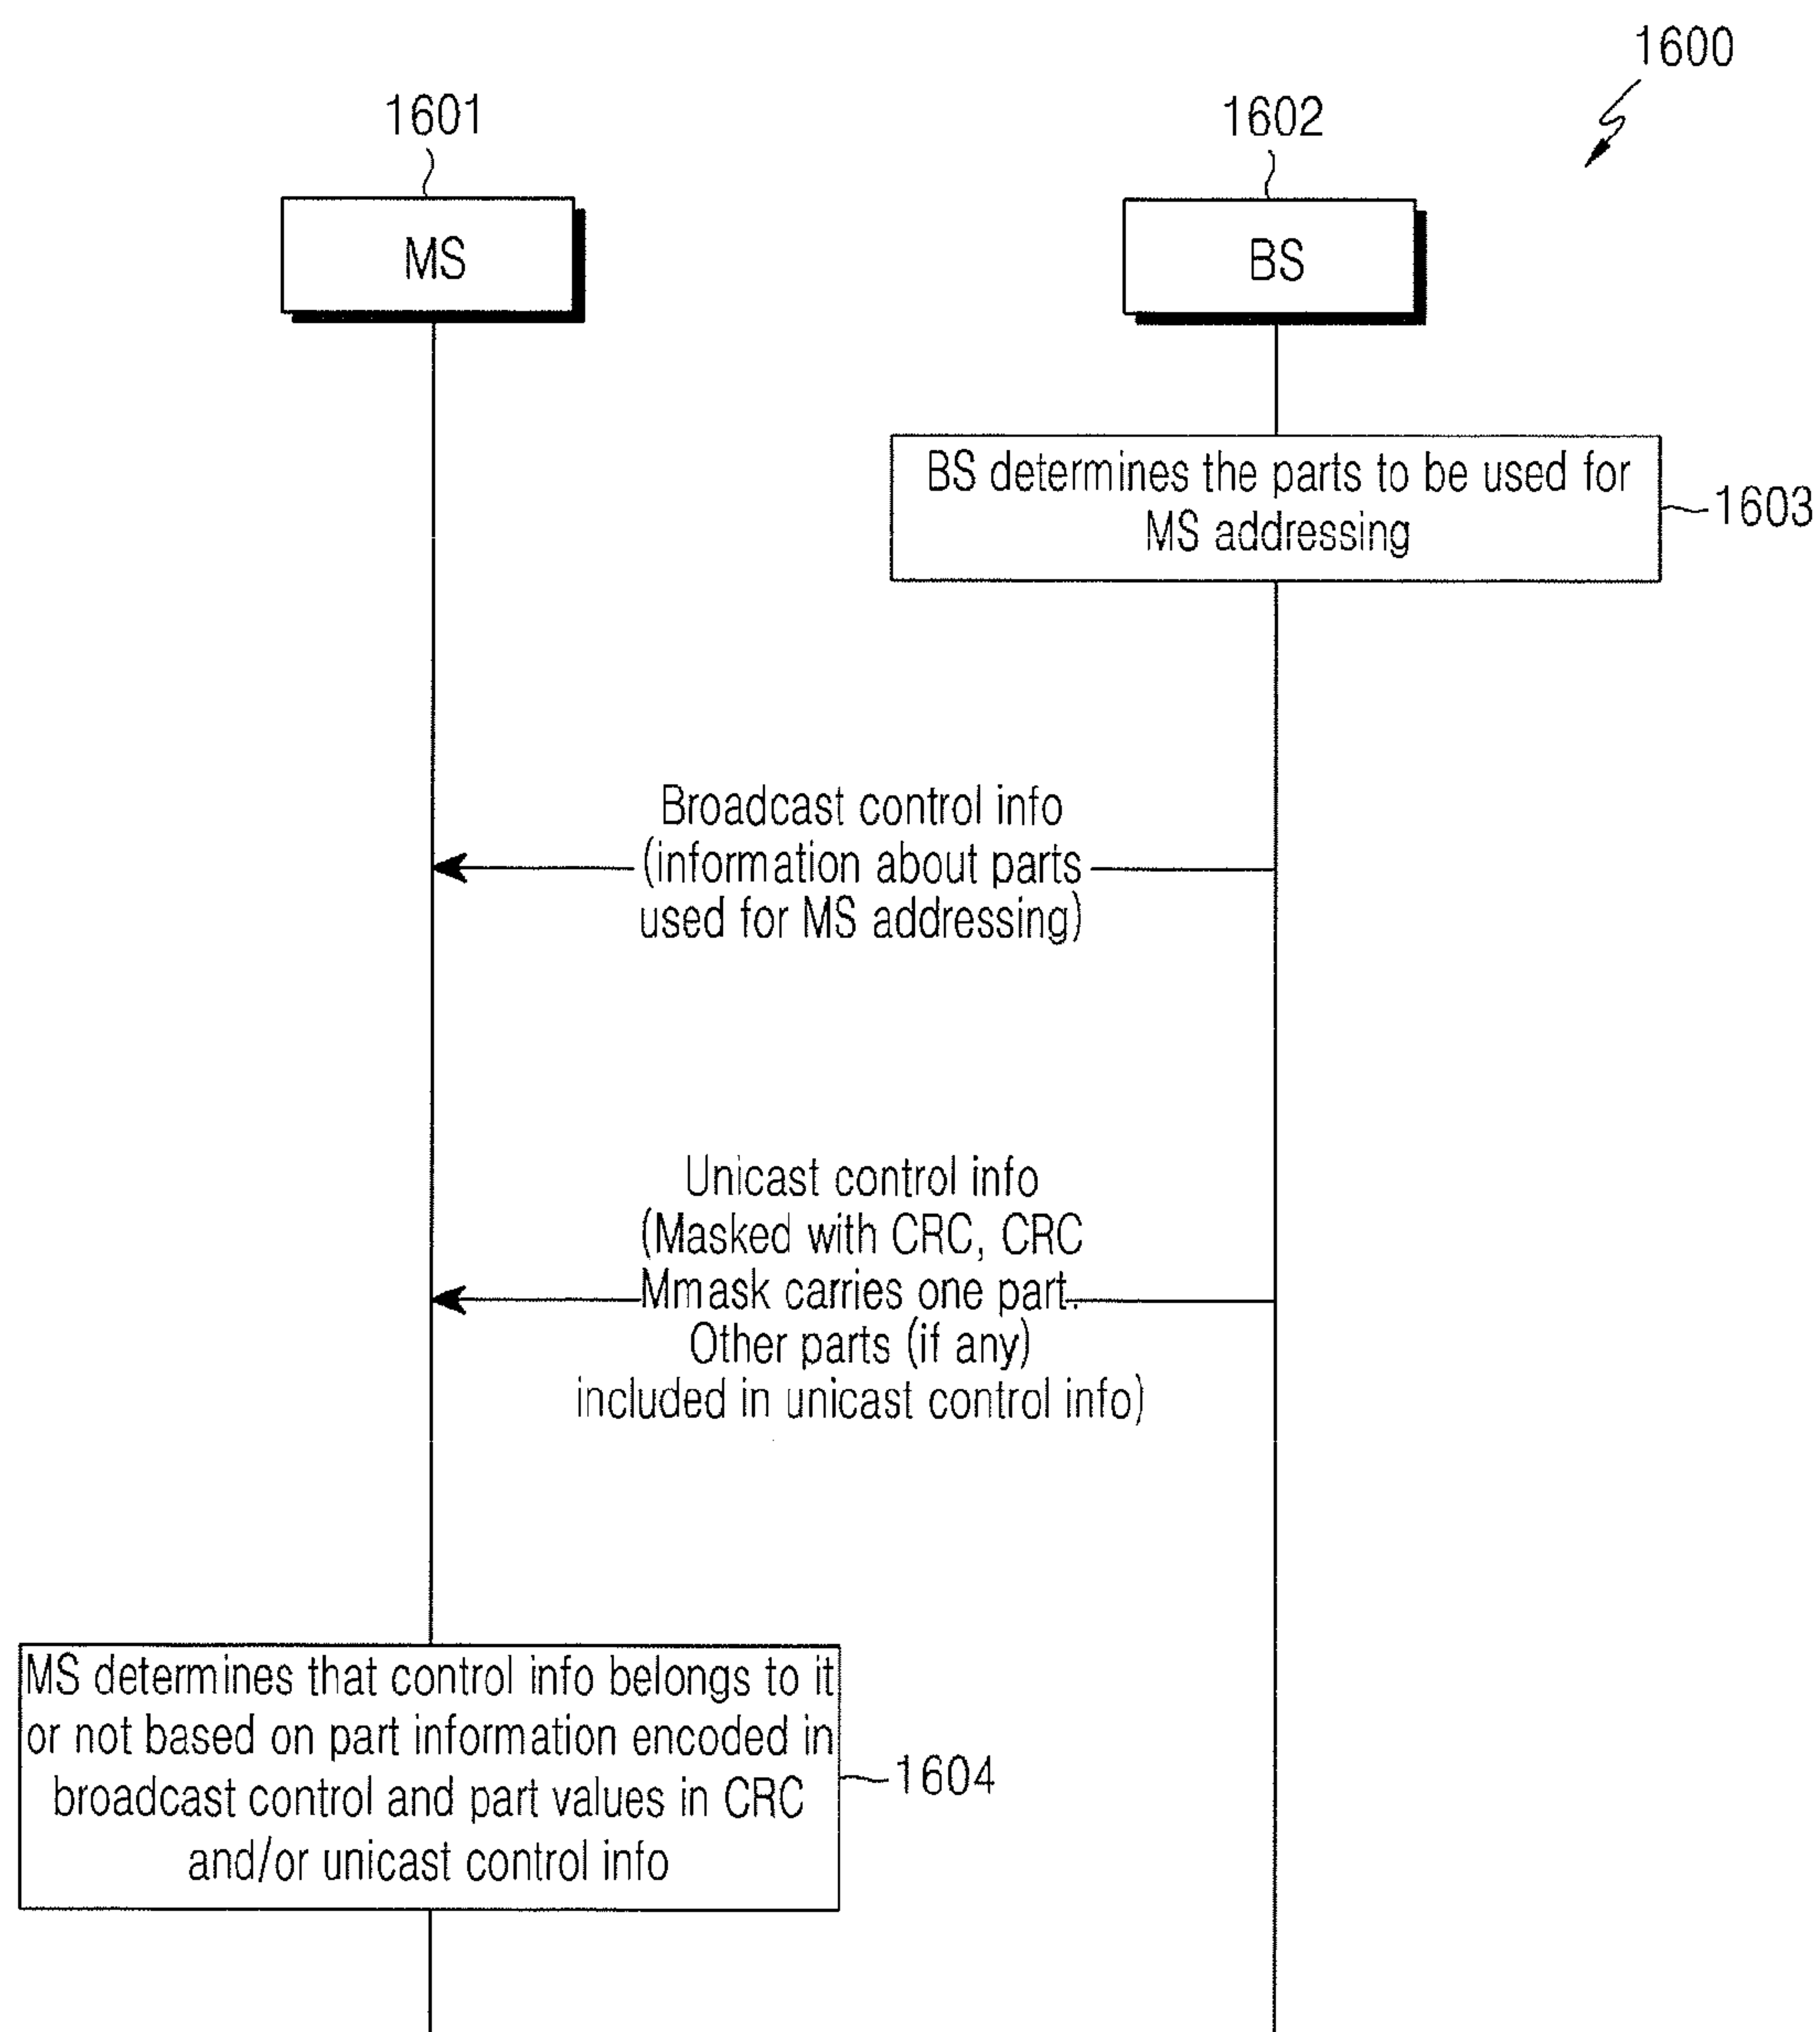 1600
1601
1602
MS
BS
BS determines the parts to be used for
MS addressing
1603
Broadcast control info
(information about parts
used for MS addressing)
Unicast control info
(Masked with CRC, CRC
Mmask carries one part.
Other parts (if any)
included in unicast control info)
MS determines that control info belongs to it
or not based on part information encoded in
broadcast control and part values in CRC
and/or unicast control info
1604